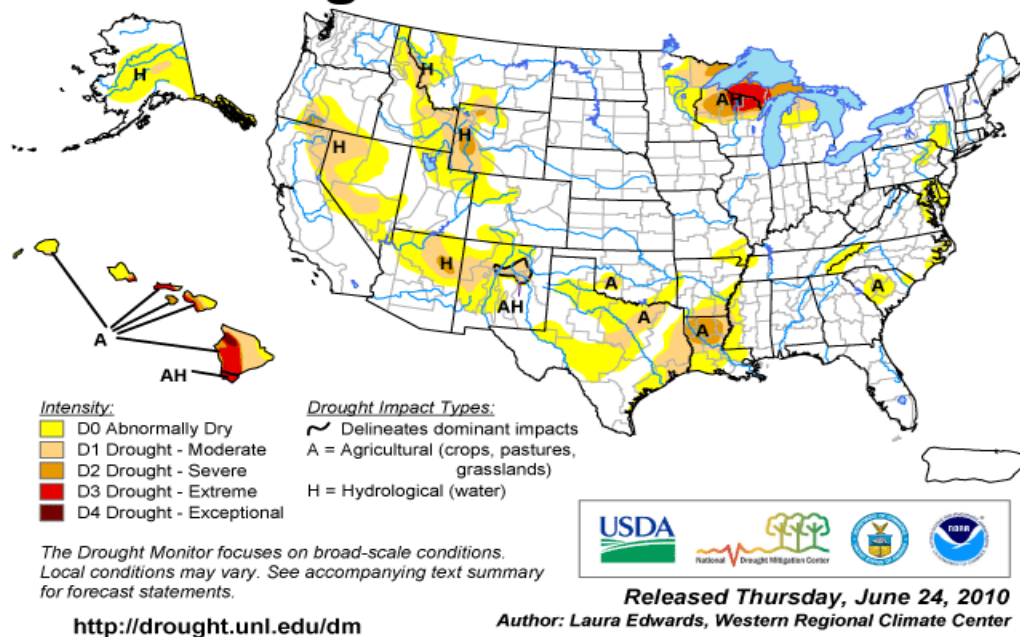 H
H
H
H
AH
H
A
A
A
A
AH
A
AH
Intensity:
D0 Abnormally Dry
D1 Drought - Moderate
D2 Drought - Severe
D3 Drought - Extreme
D4 Drought - Exceptional
Drought Impact Types:
Delineates dominant impacts
A = Agricultural (crops, pastures,
grasslands)
H = Hydrological (water)
The Drought Monitor focuses on broad-scale conditions.
Local conditions may vary. See accompanying text summary
for forecast statements.
http://drought.unl.edu/dm
USDA
National Drought Mitigation Center
NOAA
Released Thursday, June 24, 2010
Author: Laura Edwards, Western Regional Climate Center